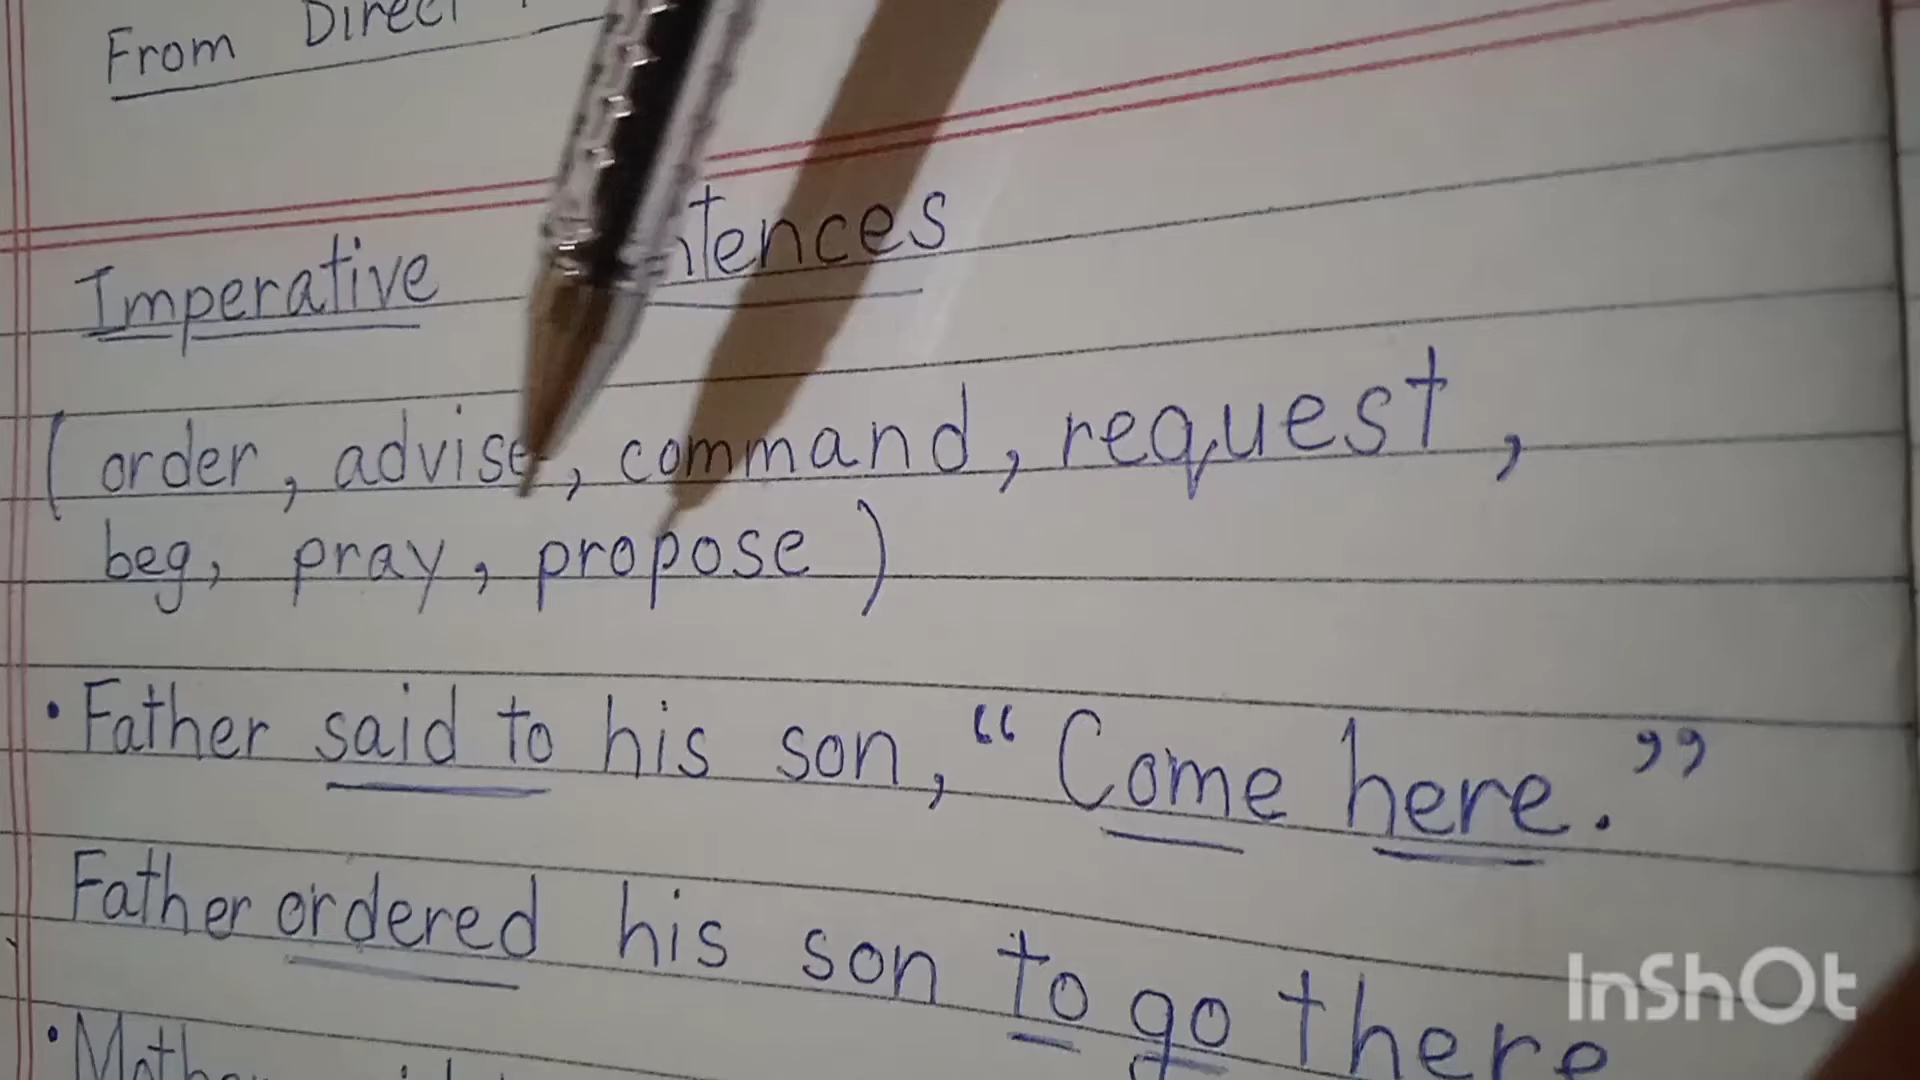 From Direct
Imperative tences
(order, advise, command, request,
beg, pray, propose)
• Father said to his son, “Come here.”
Father ordered his son to go there
InShOt